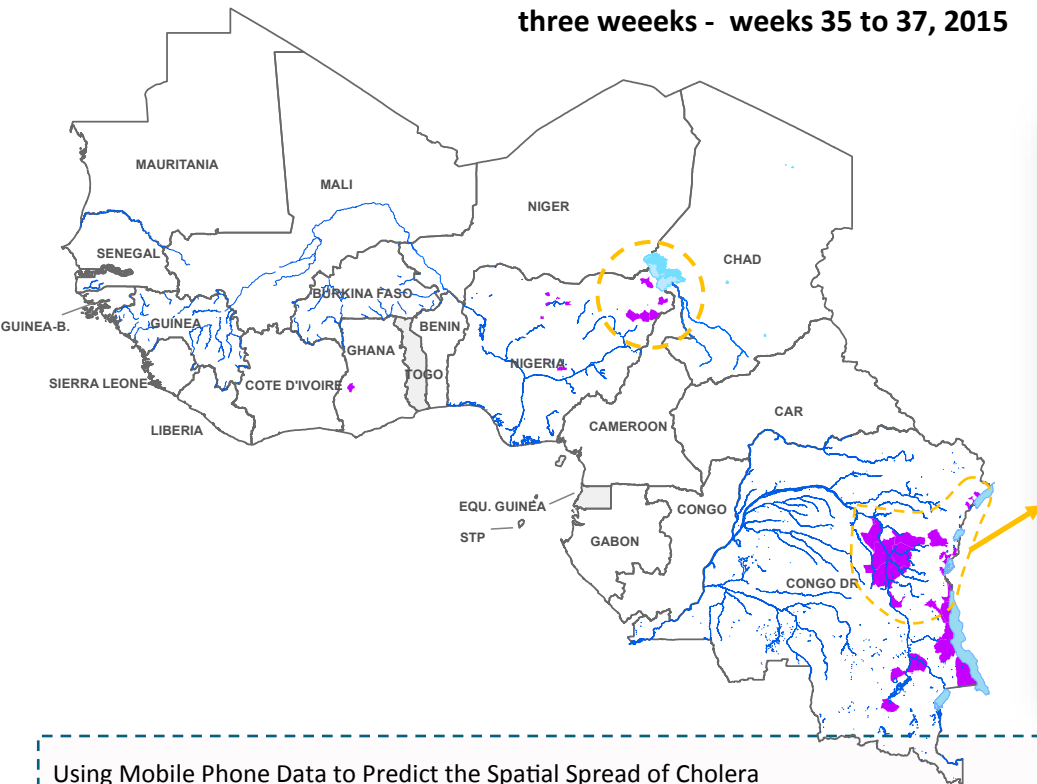 three weeeks - weeks 35 to 37, 2015
MAURITANIA
MALI
NIGER
CHAD
SENEGAL
BURKINA FASO
GUINEA-B.
GUINEA
BENIN
GHANA
NIGERIA
TOGO
SIERRA LEONE
COTE D'IVOIRE
LIBERIA
CAMEROON
CAR
EQU. GUINEA
CONGO
STP
GABON
CONGO DR
Using Mobile Phone Data to Predict the Spatial Spread of Cholera